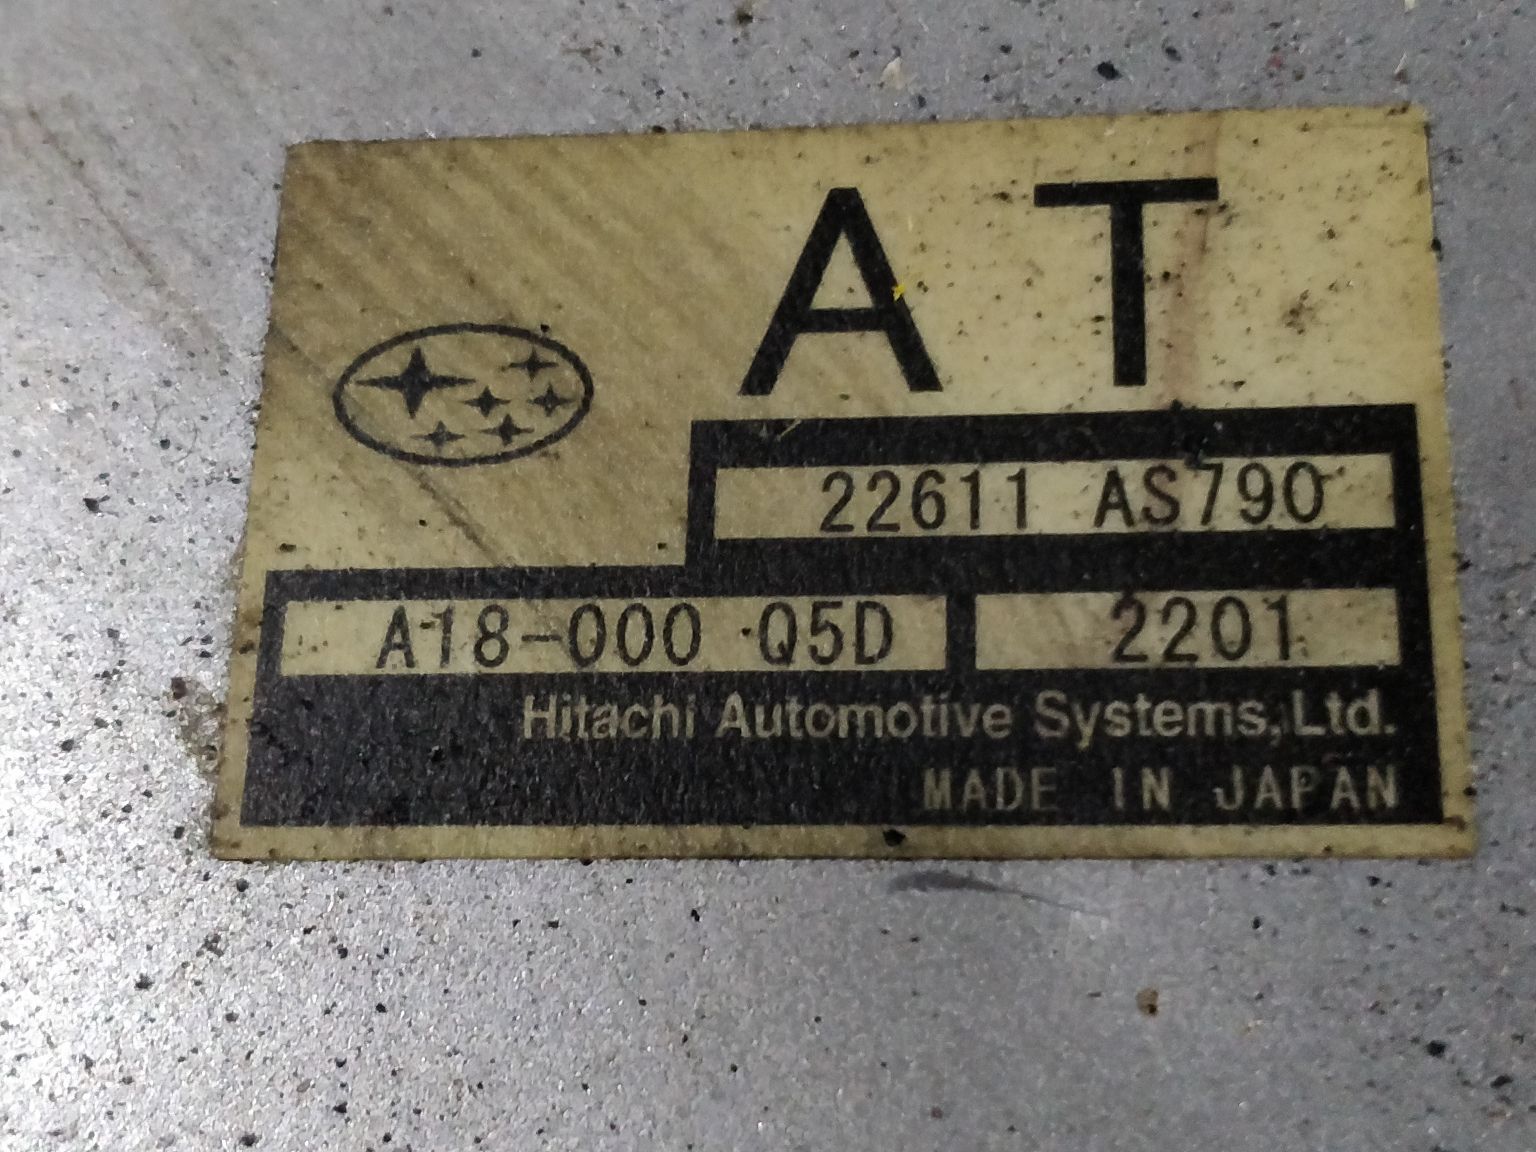 AT
22611 AS790
A18-000 Q5D 2201
Hitachi Automotive Systems, Ltd.
MADE IN JAPAN